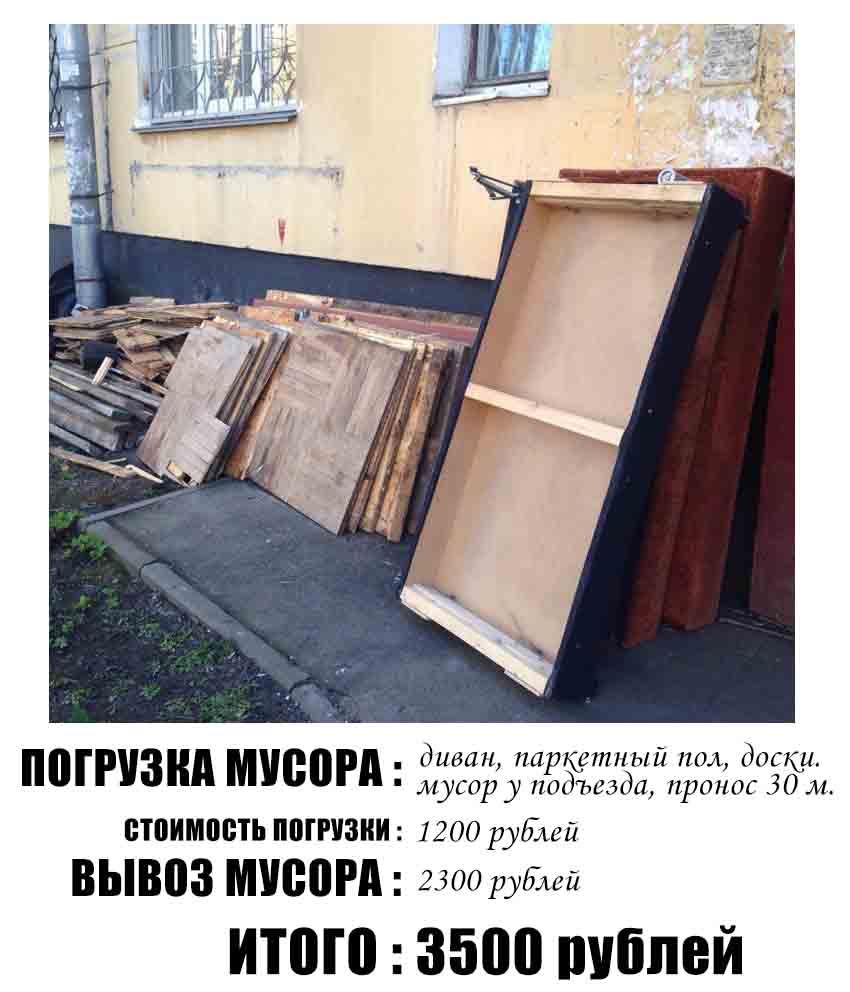 ПОГРУЗКА МУСОРА : диван, паркетный пол, доски.
мусор у подъезда, пронос 30 м.
СТОИМОСТЬ ПОГРУЗКИ : 1200 рублей
ВЫВОЗ МУСОРА : 2300 рублей
ИТОГО : 3500 рублей